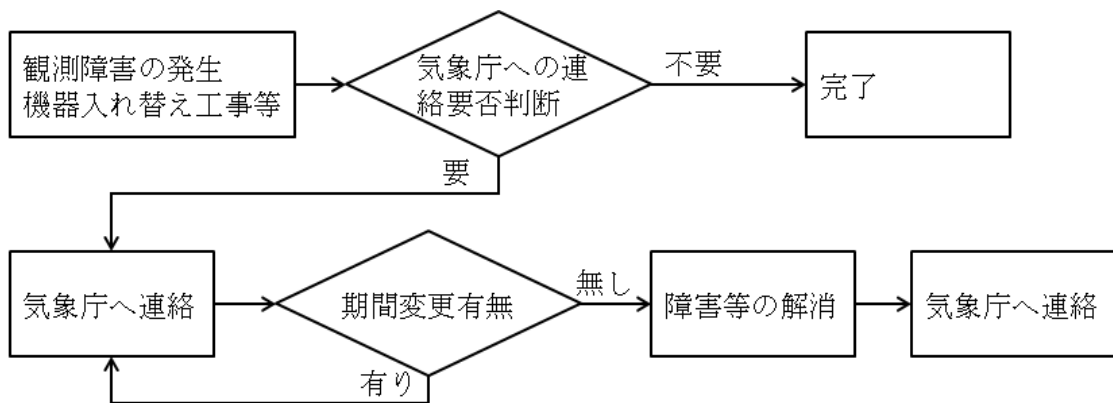 観測障害の発生
機器入れ替え工事等
気象庁への連
絡要否判断
不要
完了
要
気象庁へ連絡
期間変更有無
無し
障害等の解消
気象庁へ連絡
有り